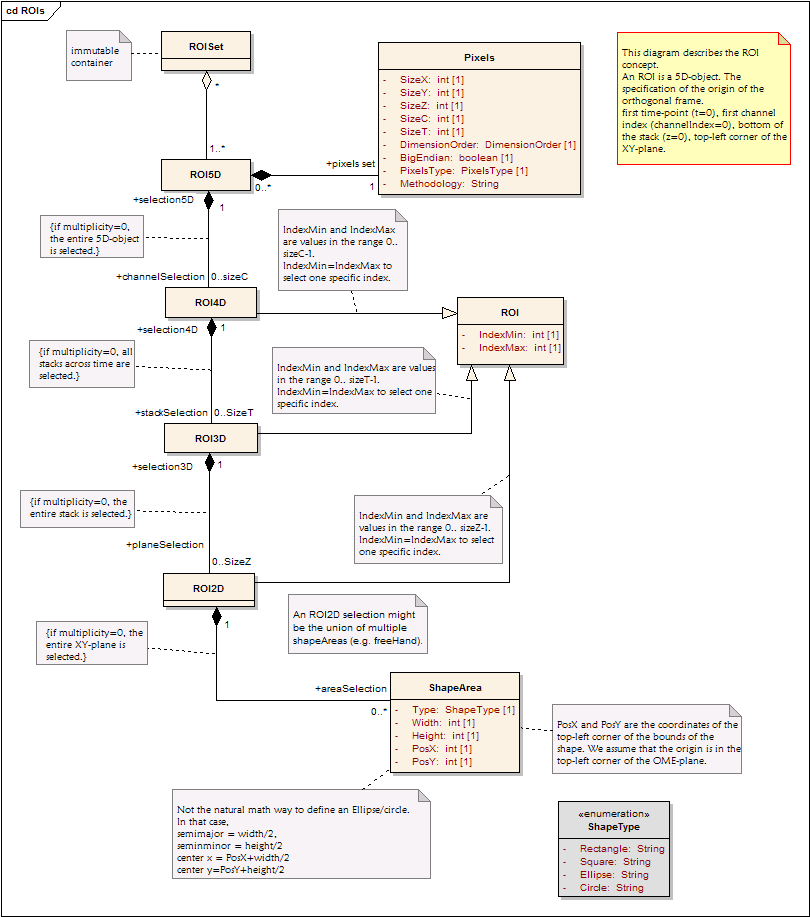 cd ROIs
immutable
container
ROISet
*
1..*
Pixels
- SizeX: int [1]
- SizeY: int [1]
- SizeZ: int [1]
- SizeC: int [1]
- SizeT: int [1]
- DimensionOrder: DimensionOrder [1]
- BigEndian: boolean [1]
- PixelsType: PixelsType [1]
- Methodology: String
This diagram describes the ROI
concept.
An ROI is a 5D-object. The
specification of the origin of the
orthogonal frame.
first time-point (t=0), first channel
index (channelIndex=0), bottom of
the stack (z=0), top-left corner of the
XY-plane.
ROI5D
+pixels set
0..*
1
+selection5D
1
{if multiplicity=0,
the entire 5D-object
is selected.}
IndexMin and IndexMax
are values in the range 0..
sizeC-1.
IndexMin=IndexMax to
select one specific index.
+channelSelection
0..sizeC
ROI4D
ROI
- IndexMin: int [1]
- IndexMax: int [1]
+selection4D
1
{if multiplicity=0, all
stacks across time are
selected.}
IndexMin and IndexMax are values
in the range 0.. sizeT-1.
IndexMin=IndexMax to select one
specific index.
+stackSelection
0..SizeT
ROI3D
+selection3D
1
{if multiplicity=0, the
entire stack is selected.}
IndexMin and IndexMax are
values in the range 0.. sizeZ-1.
IndexMin=IndexMax to select
one specific index.
+planeSelection
0..SizeZ
ROI2D
1
An ROI2D selection might
be the union of multiple
shapeAreas (e.g. freeHand).
{if multiplicity=0, the
entire XY-plane is
selected.}
+areaSelection
0..*
ShapeArea
- Type: ShapeType [1]
- Width: int [1]
- Height: int [1]
- PosX: int [1]
- PosY: int [1]
PosX and PosY are the coordinates of the
top-left corner of the bounds of the
shape. We assume that the origin is in the
top-left corner of the OME-plane.
Not the natural math way to define an Ellipse/circle.
In that case,
semimajor = width/2,
seminminor = height/2
center x = PosX+width/2
center y=PosY+height/2
«enumeration»
ShapeType
- Rectangle: String
- Square: String
- Ellipse: String
- Circle: String